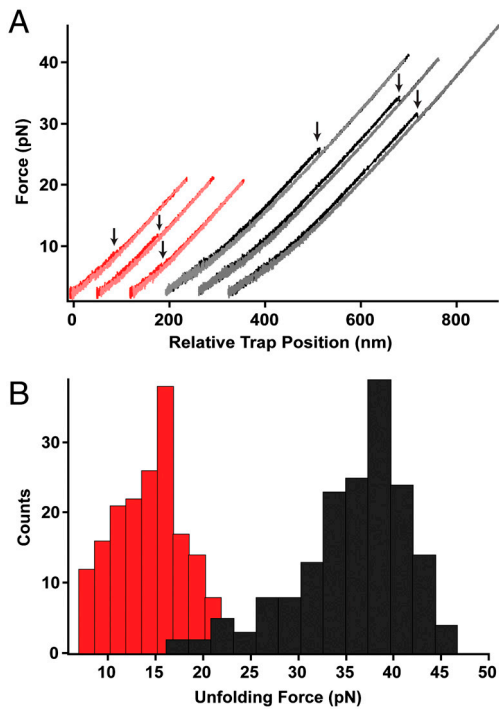 A
40
30
20
10
Force (pN)
0 200 400 600 800
Relative Trap Position (nm)
B
30
20
10
0
Counts
10 15 20 25 30 35 40 45 50
Unfolding Force (pN)